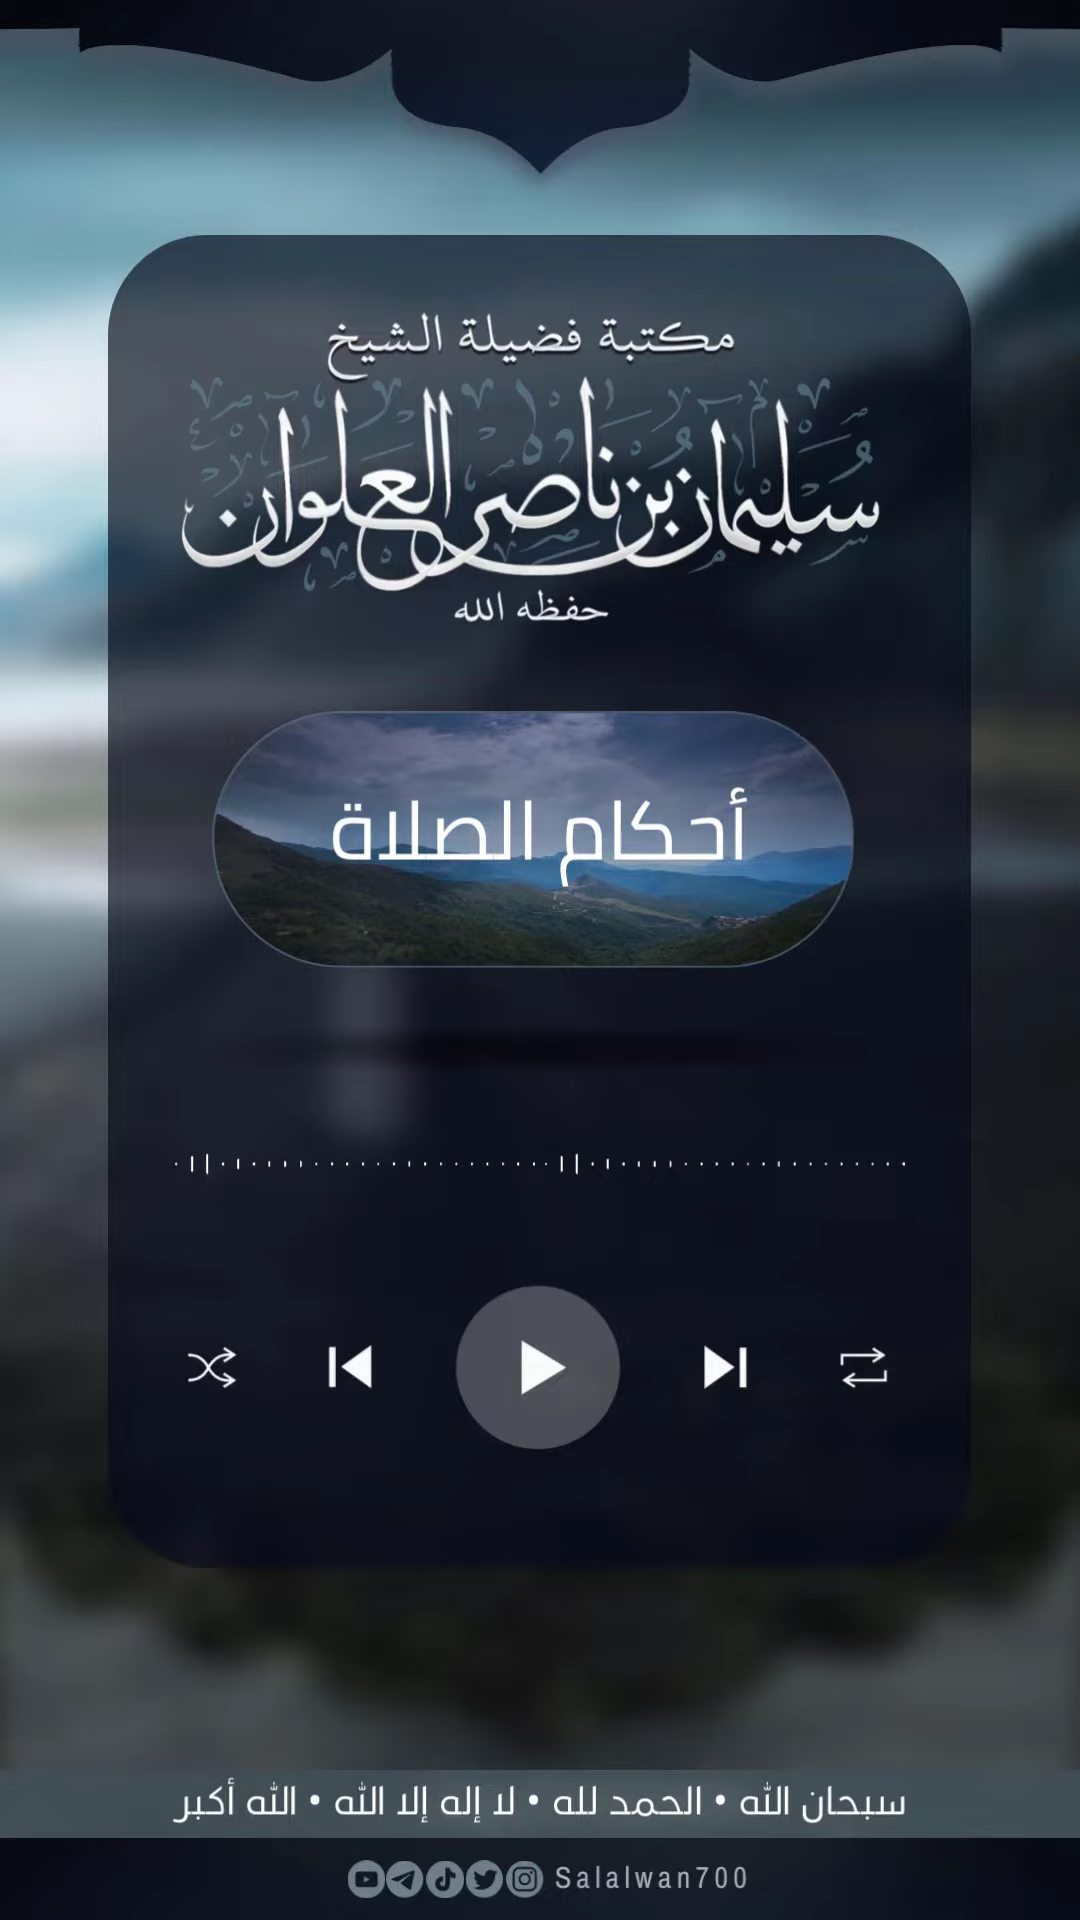 مكتبة فضيلة الشيخ
سليمان بن ناصر العلوان
حفظه الله
أحكام الصلاة
سبحان الله • الحمد لله • لا إله إلا الله • الله أكبر
Salalwan700